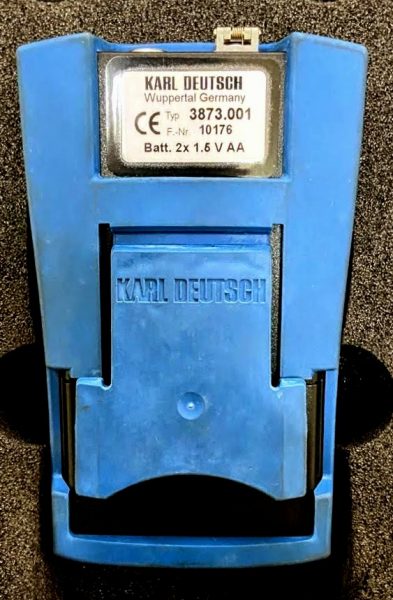 KARL DEUTSCH
Wuppertal Germany
CE Typ 3873.001
F.-Nr. 10176
Batt. 2x 1.5 V AA
KARL DEUTSCH